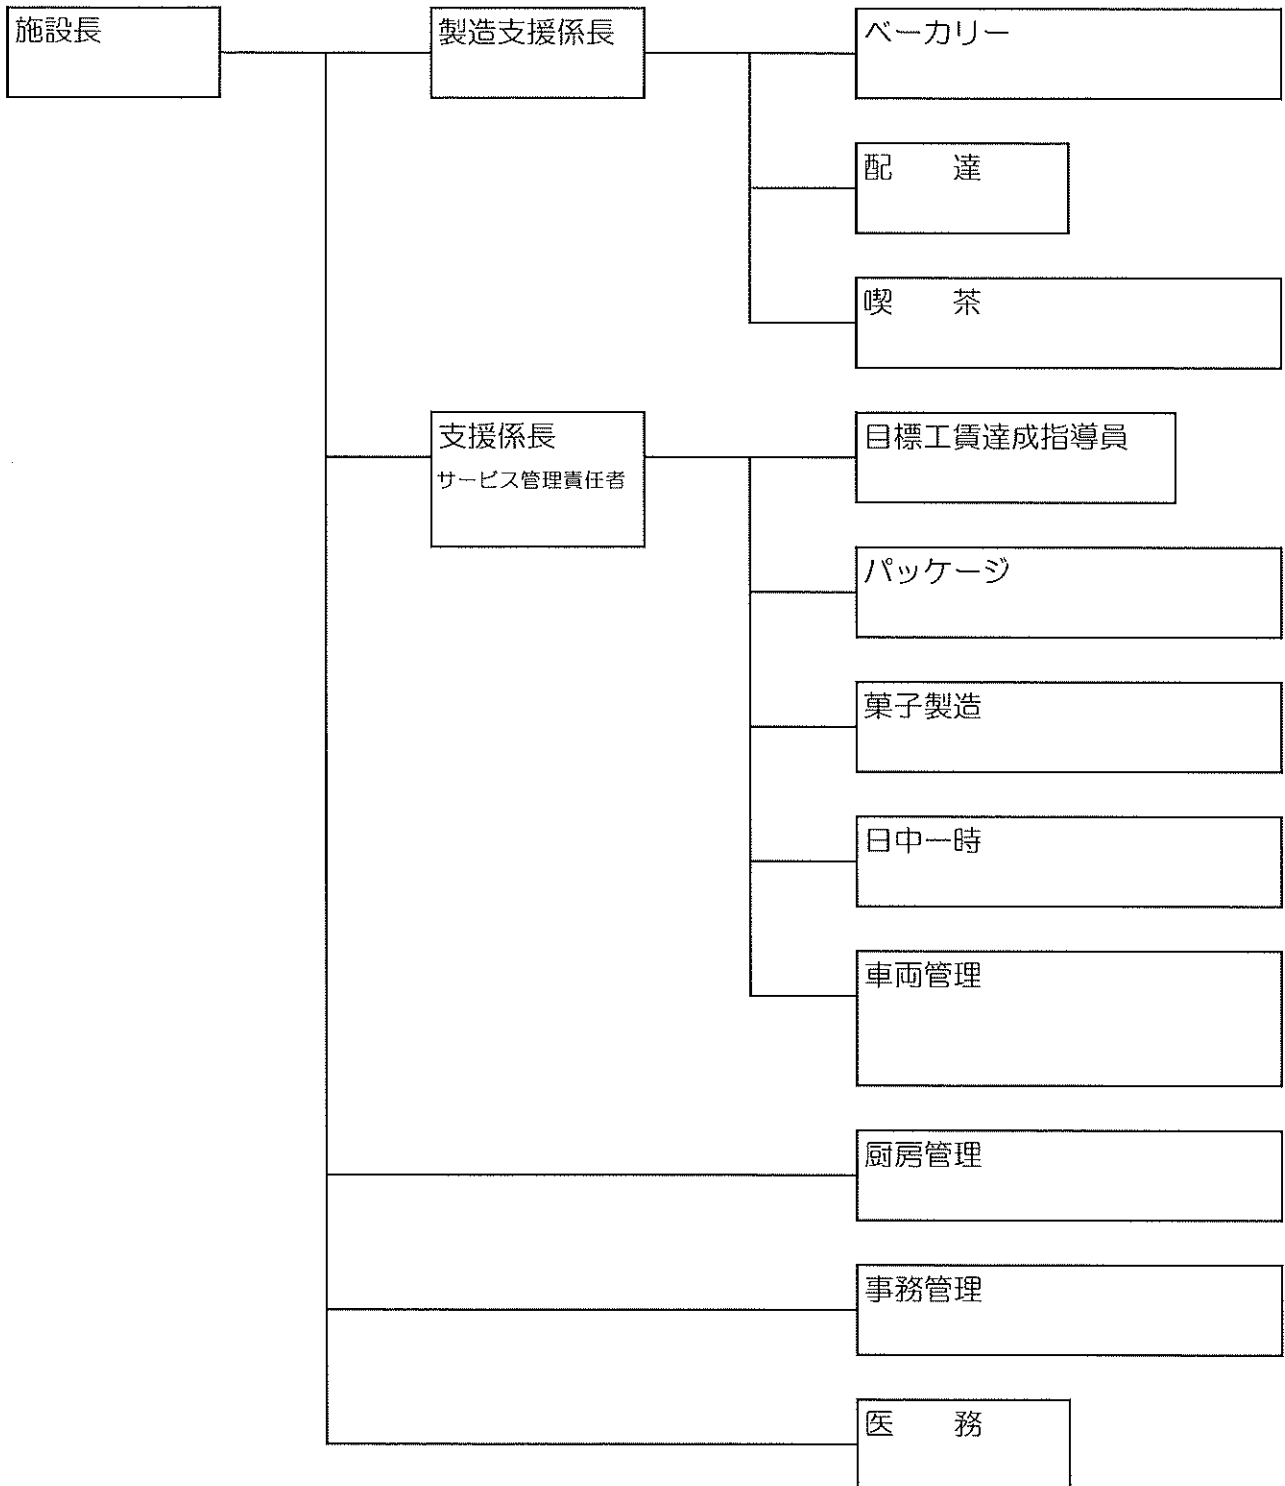 施設長
製造支援係長
ベーカリー
配　　達
喫　　茶
支援係長
サービス管理責任者
目標工賃達成指導員
パッケージ
菓子製造
日中一時
車両管理
厨房管理
事務管理
医　　務